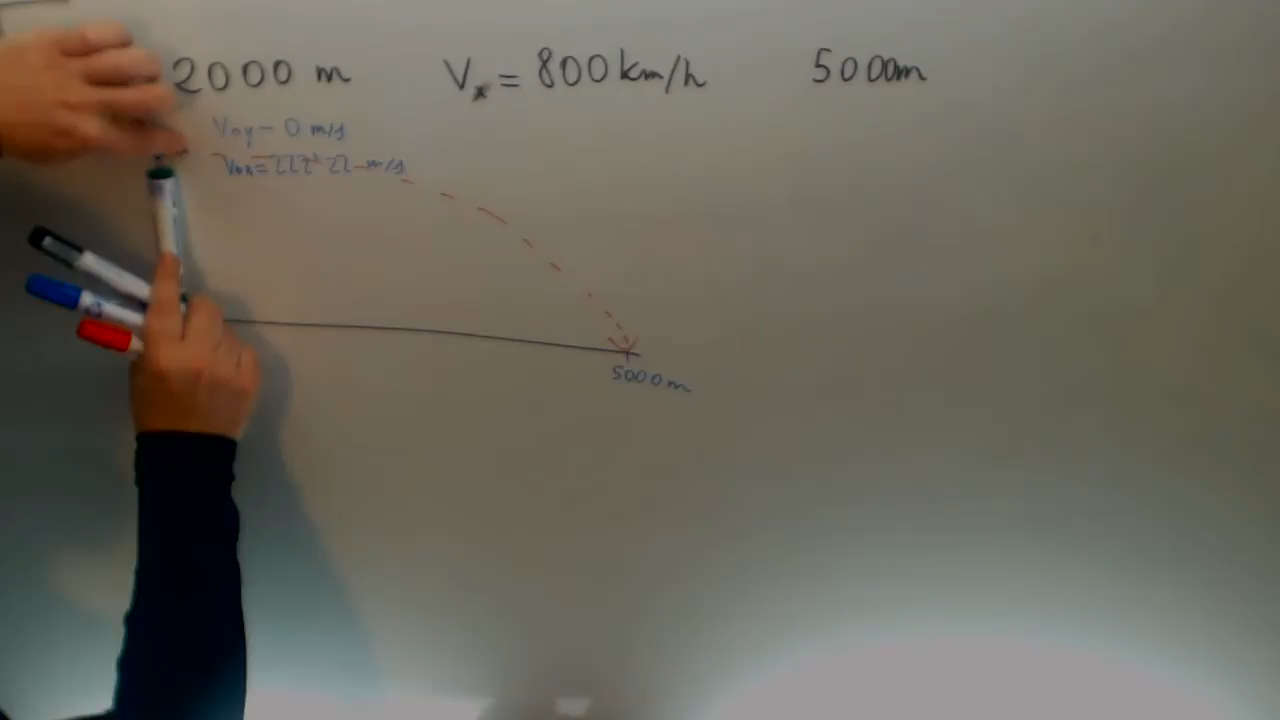 2000 m Vx = 800 km/h 5000m
Voy = 0 m/s
Vox = 222'22 m/s
5000m